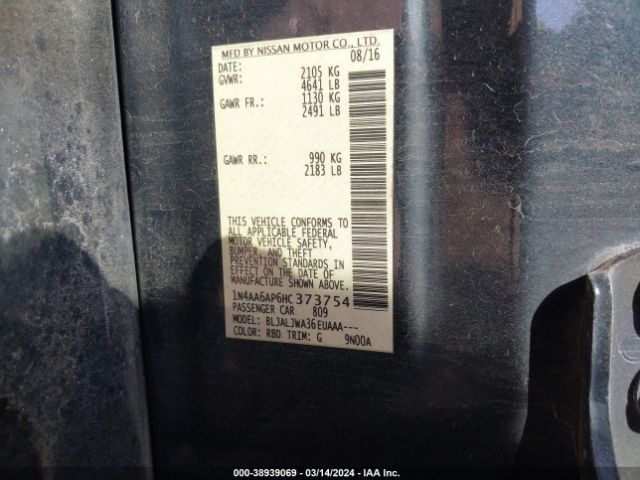 MFD BY NISSAN MOTOR CO., LTD.
DATE: 08/16
GVWR: 2105 KG
4641 LB
GAWR FR.: 1130 KG
2491 LB
GAWR RR.: 990 KG
2183 LB
THIS VEHICLE CONFORMS TO
ALL APPLICABLE FEDERAL
MOTOR VEHICLE SAFETY,
BUMPER, AND THEFT
PREVENTION STANDARDS IN
EFFECT ON THE DATE OF
MANUFACTURE SHOWN ABOVE.
1N4AA6AP6HC373754
PASSENGER CAR 809
MODEL: BLJALJWA36EUAAA---
COLOR: RBD TRIM: G 9N00A
000-38939069 - 03/14/2024 - IAA Inc.